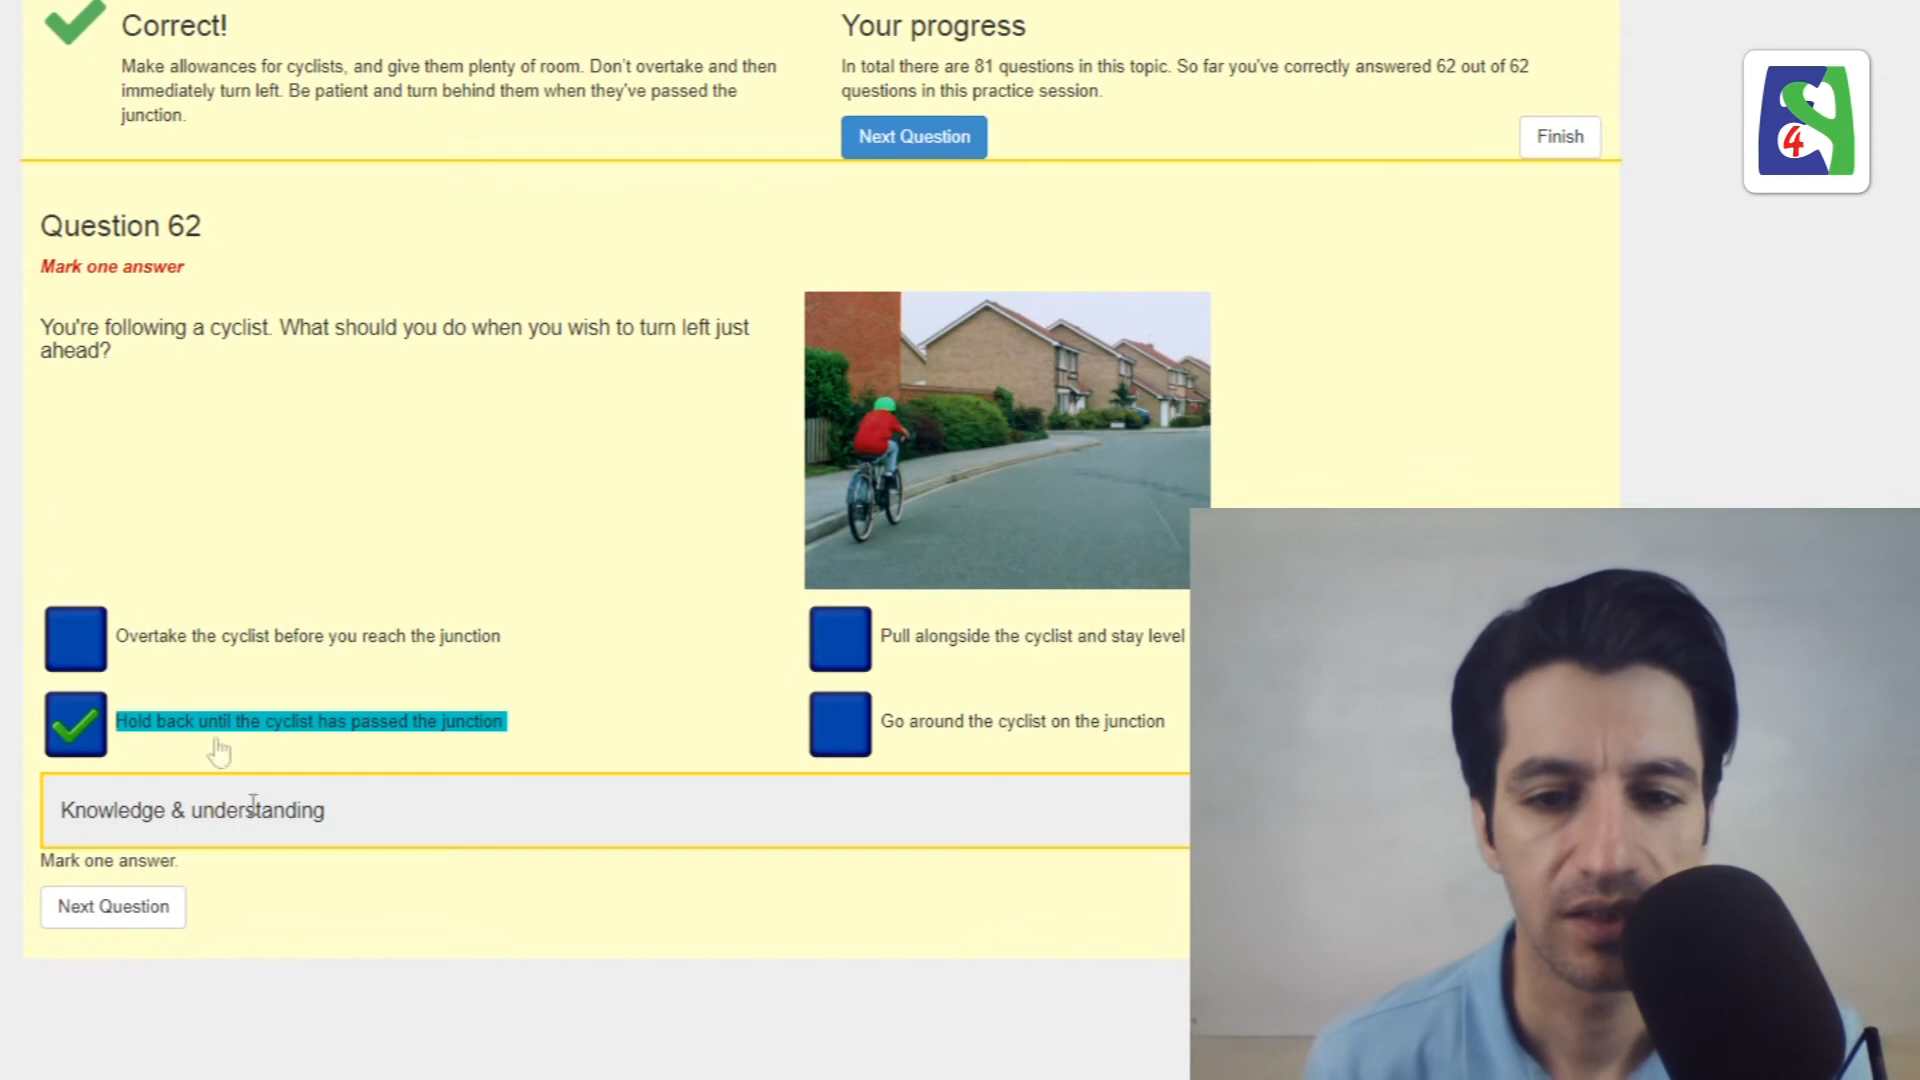 Correct!
Make allowances for cyclists, and give them plenty of room. Don't overtake and then
immediately turn left. Be patient and turn behind them when they've passed the
junction.
Your progress
In total there are 81 questions in this topic. So far you've correctly answered 62 out of 62
questions in this practice session.
Next Question
Finish
4
Question 62
Mark one answer
You're following a cyclist. What should you do when you wish to turn left just
ahead?
Overtake the cyclist before you reach the junction
Pull alongside the cyclist and stay level
Hold back until the cyclist has passed the junction
Go around the cyclist on the junction
Knowledge & understanding
Mark one answer.
Next Question